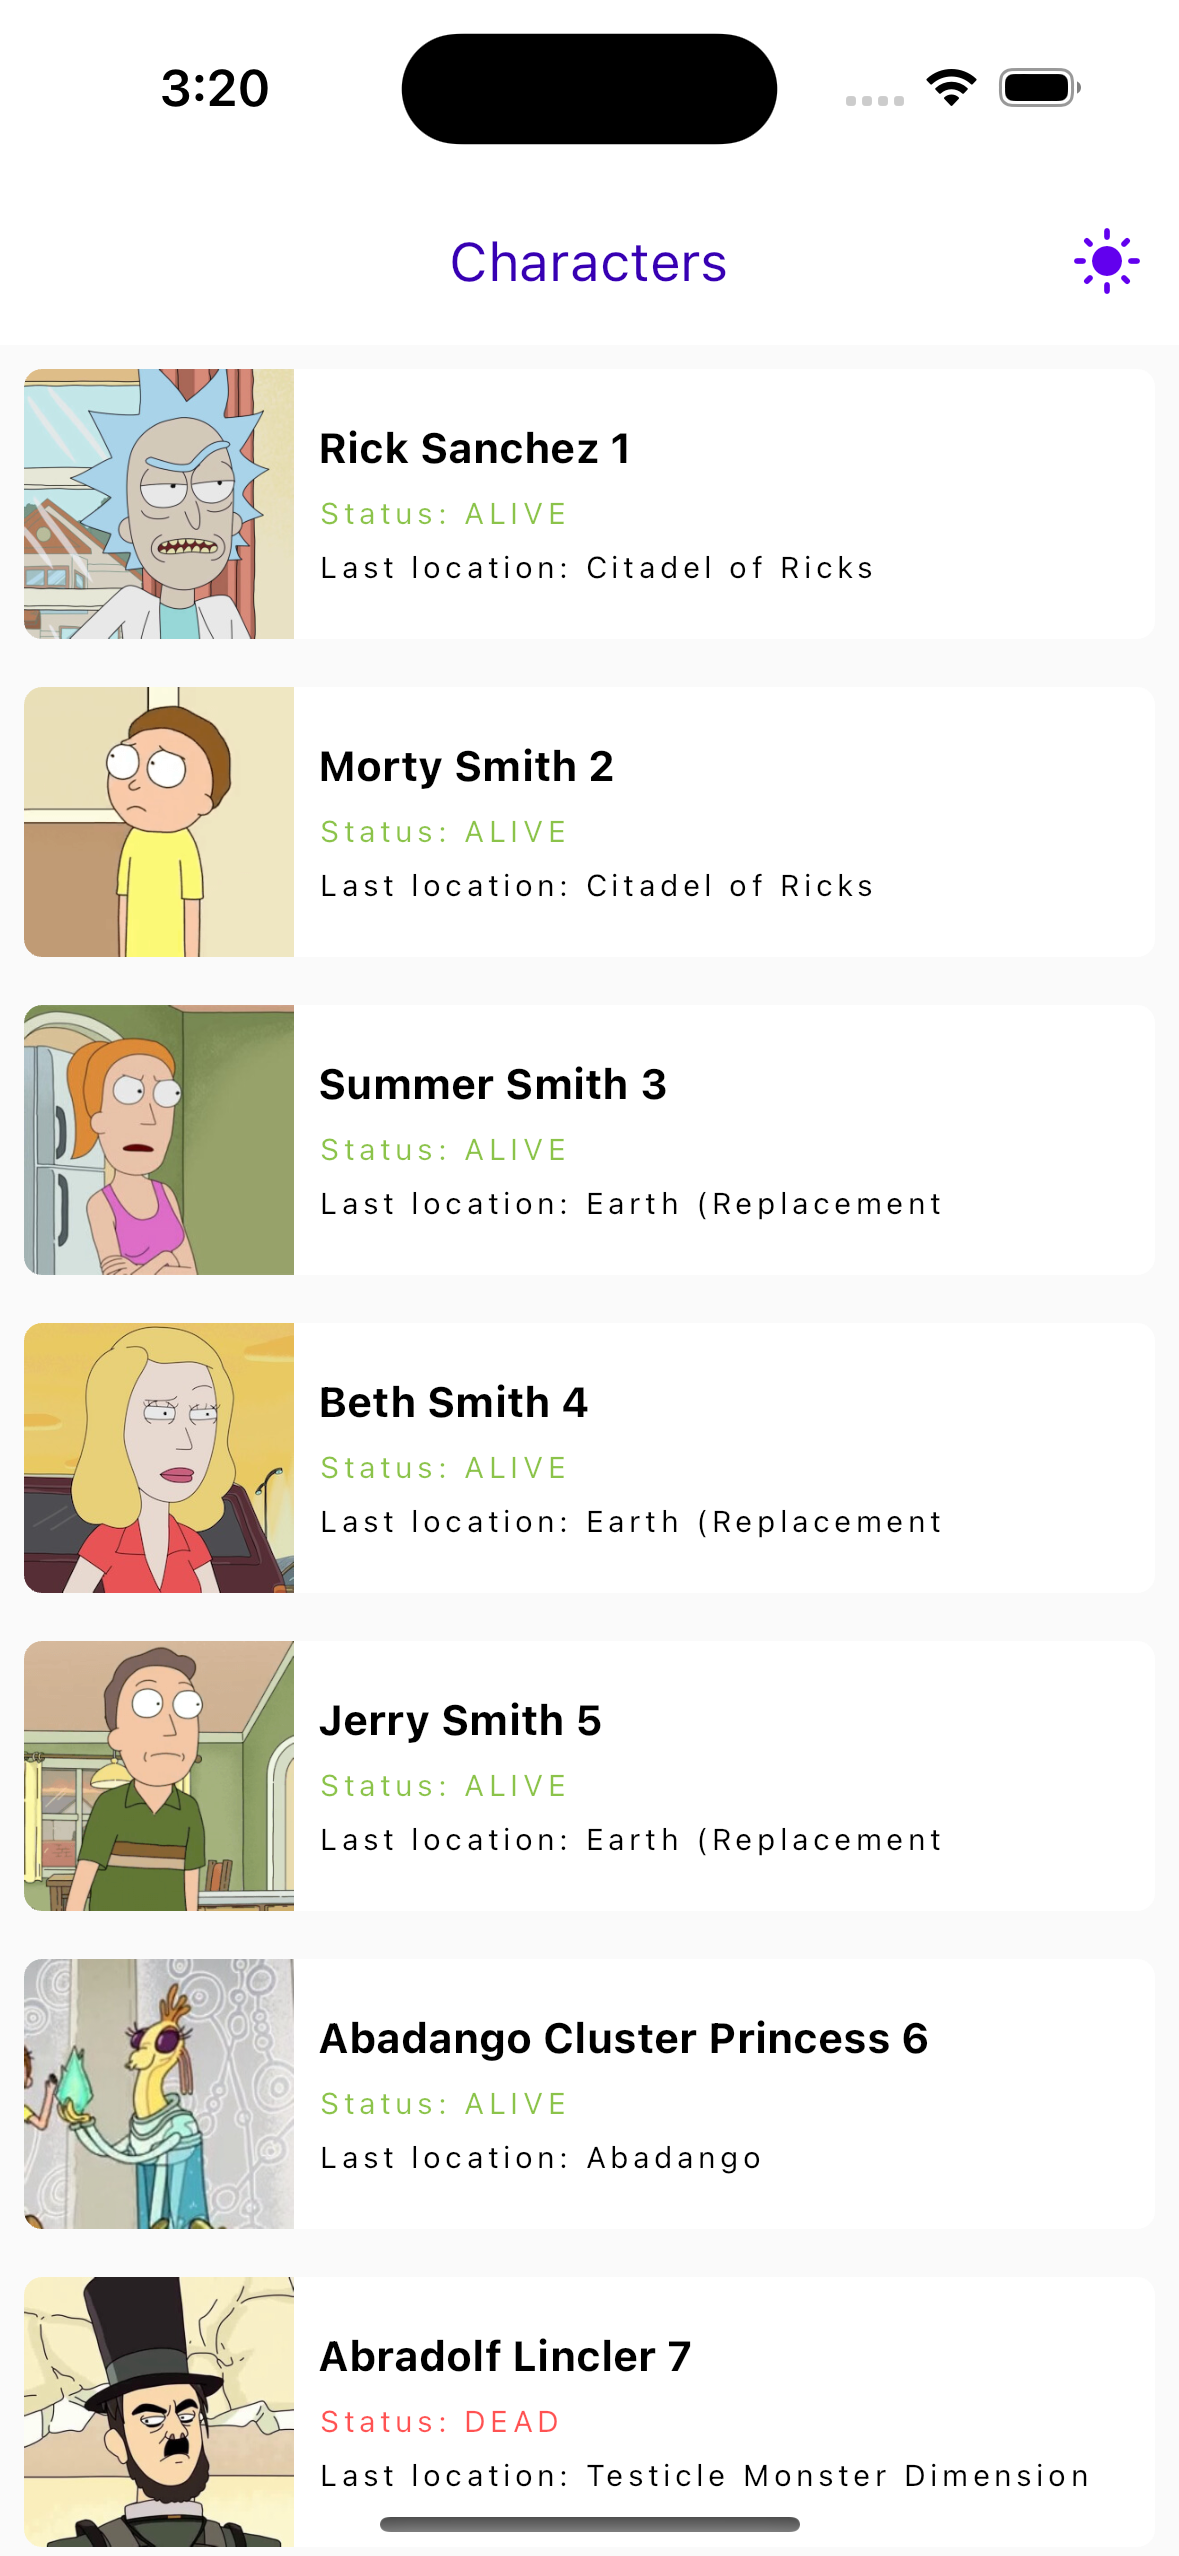 3:20
Characters
Rick Sanchez 1
Status: ALIVE
Last location: Citadel of Ricks
Morty Smith 2
Status: ALIVE
Last location: Citadel of Ricks
Summer Smith 3
Status: ALIVE
Last location: Earth (Replacement
Beth Smith 4
Status: ALIVE
Last location: Earth (Replacement
Jerry Smith 5
Status: ALIVE
Last location: Earth (Replacement
Abadango Cluster Princess 6
Status: ALIVE
Last location: Abadango
Abradolf Lincler 7
Status: DEAD
Last location: Testicle Monster Dimension